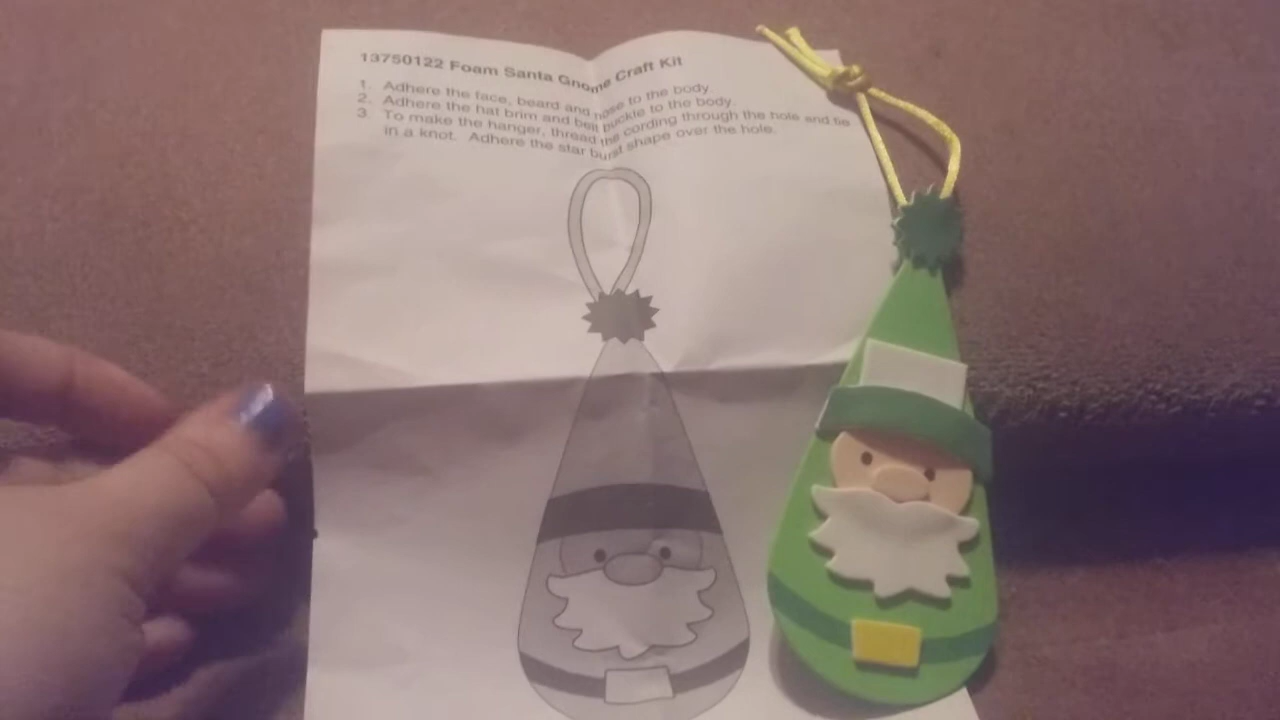 13750122 Foam Santa Gnome Craft Kit
1. Adhere the face, beard and nose to the body.
2. Adhere the hat brim and belt buckle to the body.
3 To make the hanger, thread the cording through the hole and tie
in a knot. Adhere the star burst shape over the hole.